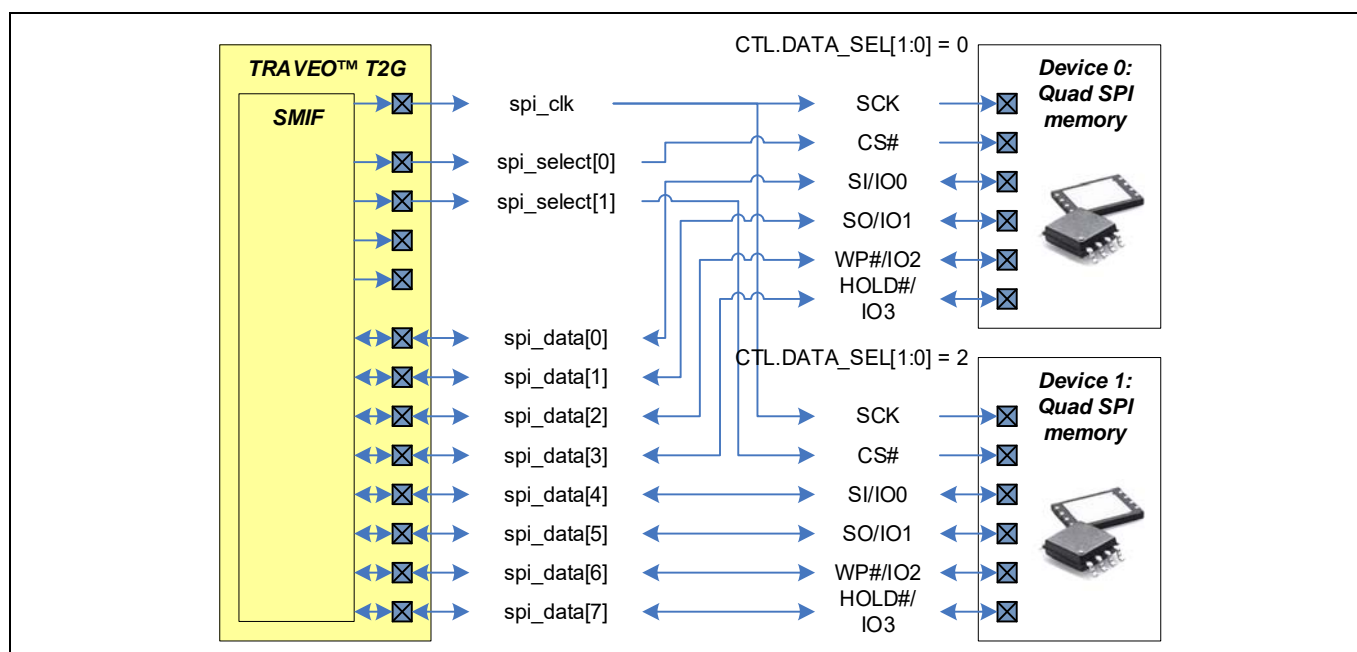 CTL.DATA_SEL[1:0] = 0
TRAVEO™ T2G
SMIF
spi_clk
spi_select[0]
spi_select[1]
spi_data[0]
spi_data[1]
spi_data[2]
spi_data[3]
spi_data[4]
spi_data[5]
spi_data[6]
spi_data[7]
SCK
CS#
SI/IO0
SO/IO1
WP#/IO2
HOLD#/
IO3
Device 0:
Quad SPI
memory
CTL.DATA_SEL[1:0] = 2
SCK
CS#
SI/IO0
SO/IO1
WP#/IO2
HOLD#/
IO3
Device 1:
Quad SPI
memory